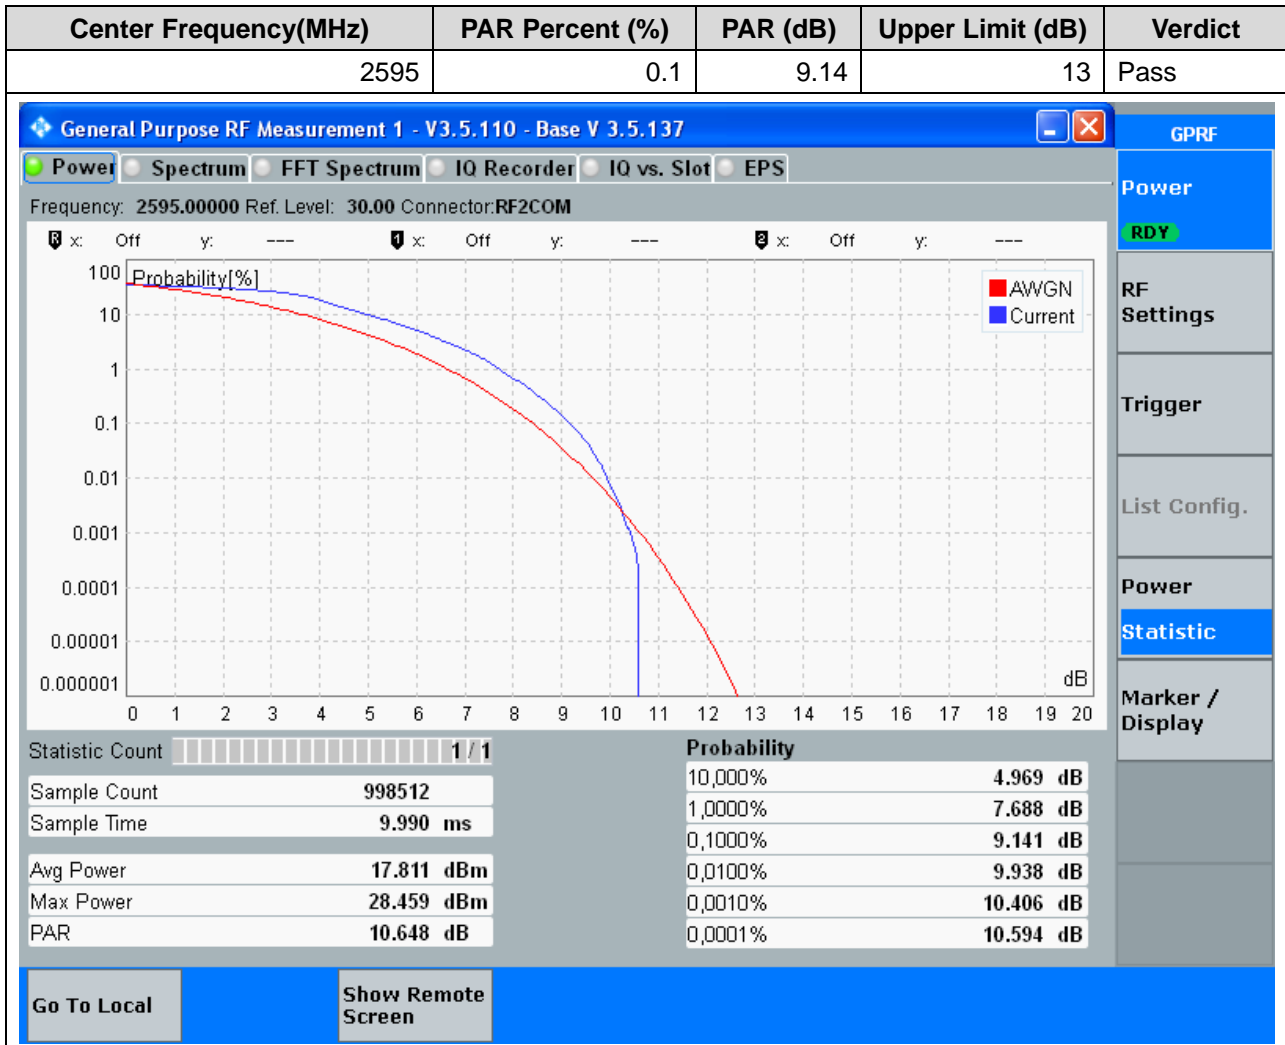 Center Frequency(MHz) PAR Percent (%) PAR (dB) Upper Limit (dB) Verdict
2595 0.1 9.14 13 Pass
General Purpose RF Measurement 1 - V3.5.110 - Base V 3.5.137
GPRF
Power Spectrum FFT Spectrum IQ Recorder IQ vs. Slot EPS
Power
RDY
Frequency: 2595.00000 Ref. Level: 30.00 Connector:RF2COM
R x: Off y: --- 1 x: Off y: --- 2 x: Off y: ---
Probability[%]
AWGN
Current
100
10
1
0.1
0.01
0.001
0.0001
0.00001
0.000001
dB
0 1 2 3 4 5 6 7 8 9 10 11 12 13 14 15 16 17 18 19 20
RF
Settings
Trigger
List Config.
Power
Statistic
Marker /
Display
Statistic Count 1 / 1
Sample Count 998512
Sample Time 9.990 ms
Avg Power 17.811 dBm
Max Power 28.459 dBm
PAR 10.648 dB
Probability
10,000% 4.969 dB
1,0000% 7.688 dB
0,1000% 9.141 dB
0,0100% 9.938 dB
0,0010% 10.406 dB
0,0001% 10.594 dB
Go To Local
Show Remote
Screen